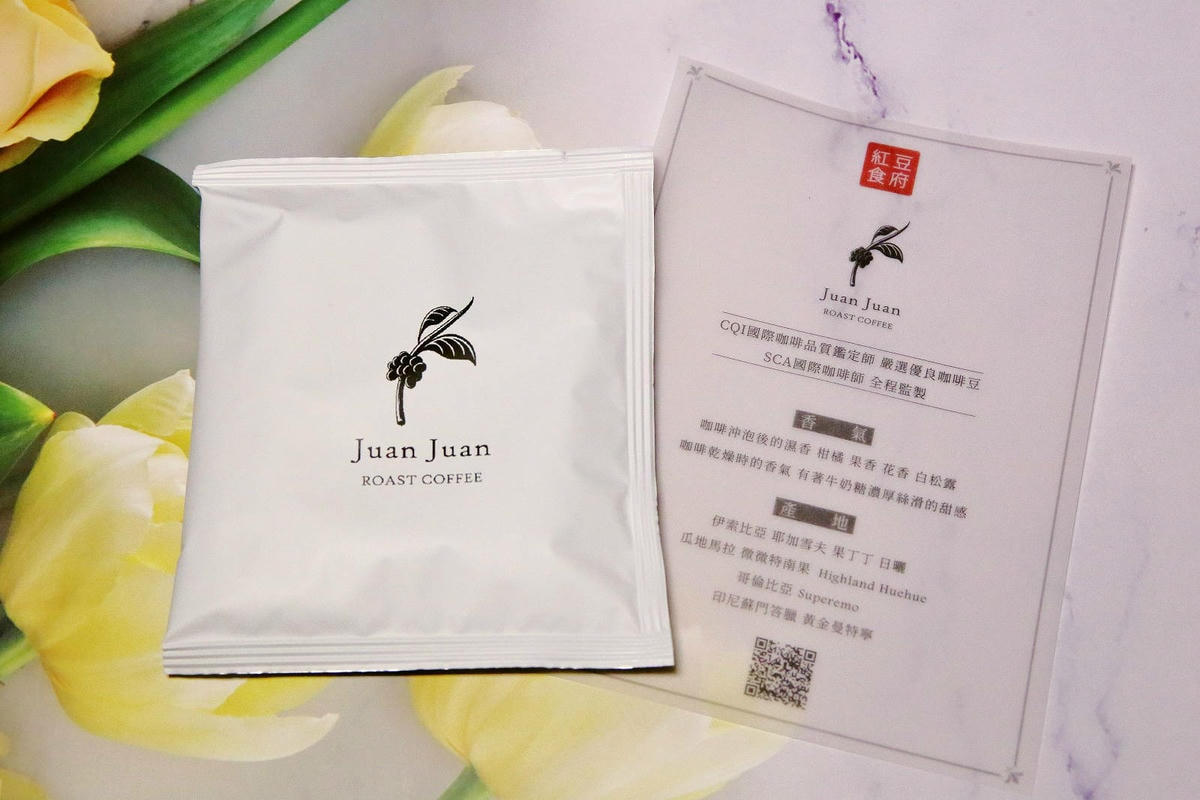 Juan Juan
ROAST COFFEE
紅豆
食府
Juan Juan
ROAST COFFEE
CQI國際咖啡品質鑑定師 嚴選優良咖啡豆
SCA國際咖啡師 全程監製
香 氣
咖啡沖泡後的濕香 柑橘 果香 花香 白松露
咖啡乾燥時的香氣 有著牛奶糖濃厚絲滑的甜感
產 地
伊索比亞 耶加雪夫 果丁丁 日曬
瓜地馬拉 微微特南果 Highland Huehue
哥倫比亞 Superemo
印尼蘇門答臘 黃金曼特寧